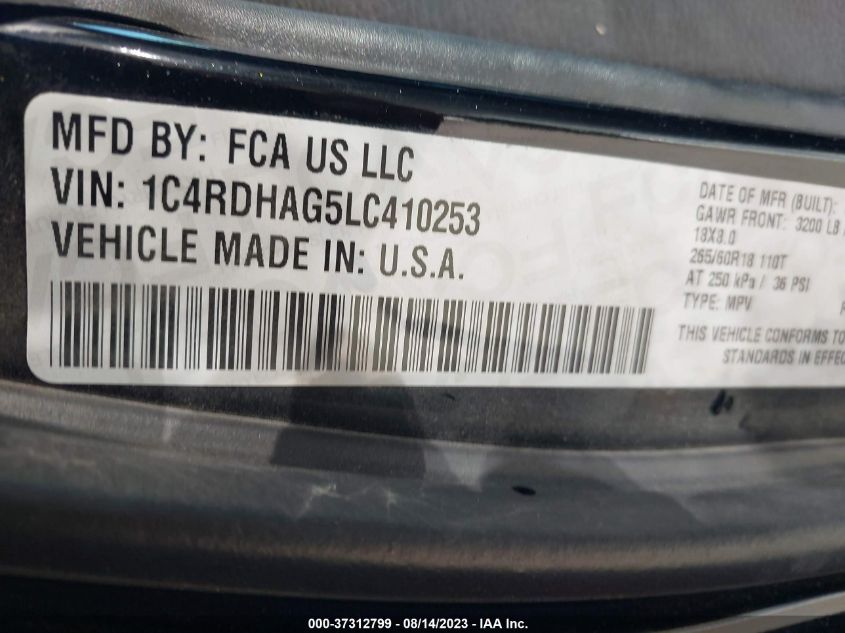 MFD BY: FCA US LLC
VIN: 1C4RDHAG5LC410253
VEHICLE MADE IN: U.S.A.
DATE OF MFR (BUILT):
GAWR FRONT: 3200 LB
18X8.0
265/60R18 110T
AT 250 kPa / 36 PSI
TYPE: MPV
THIS VEHICLE CONFORMS TO
STANDARDS IN EFFEC
000-37312799 - 08/14/2023 - IAA Inc.